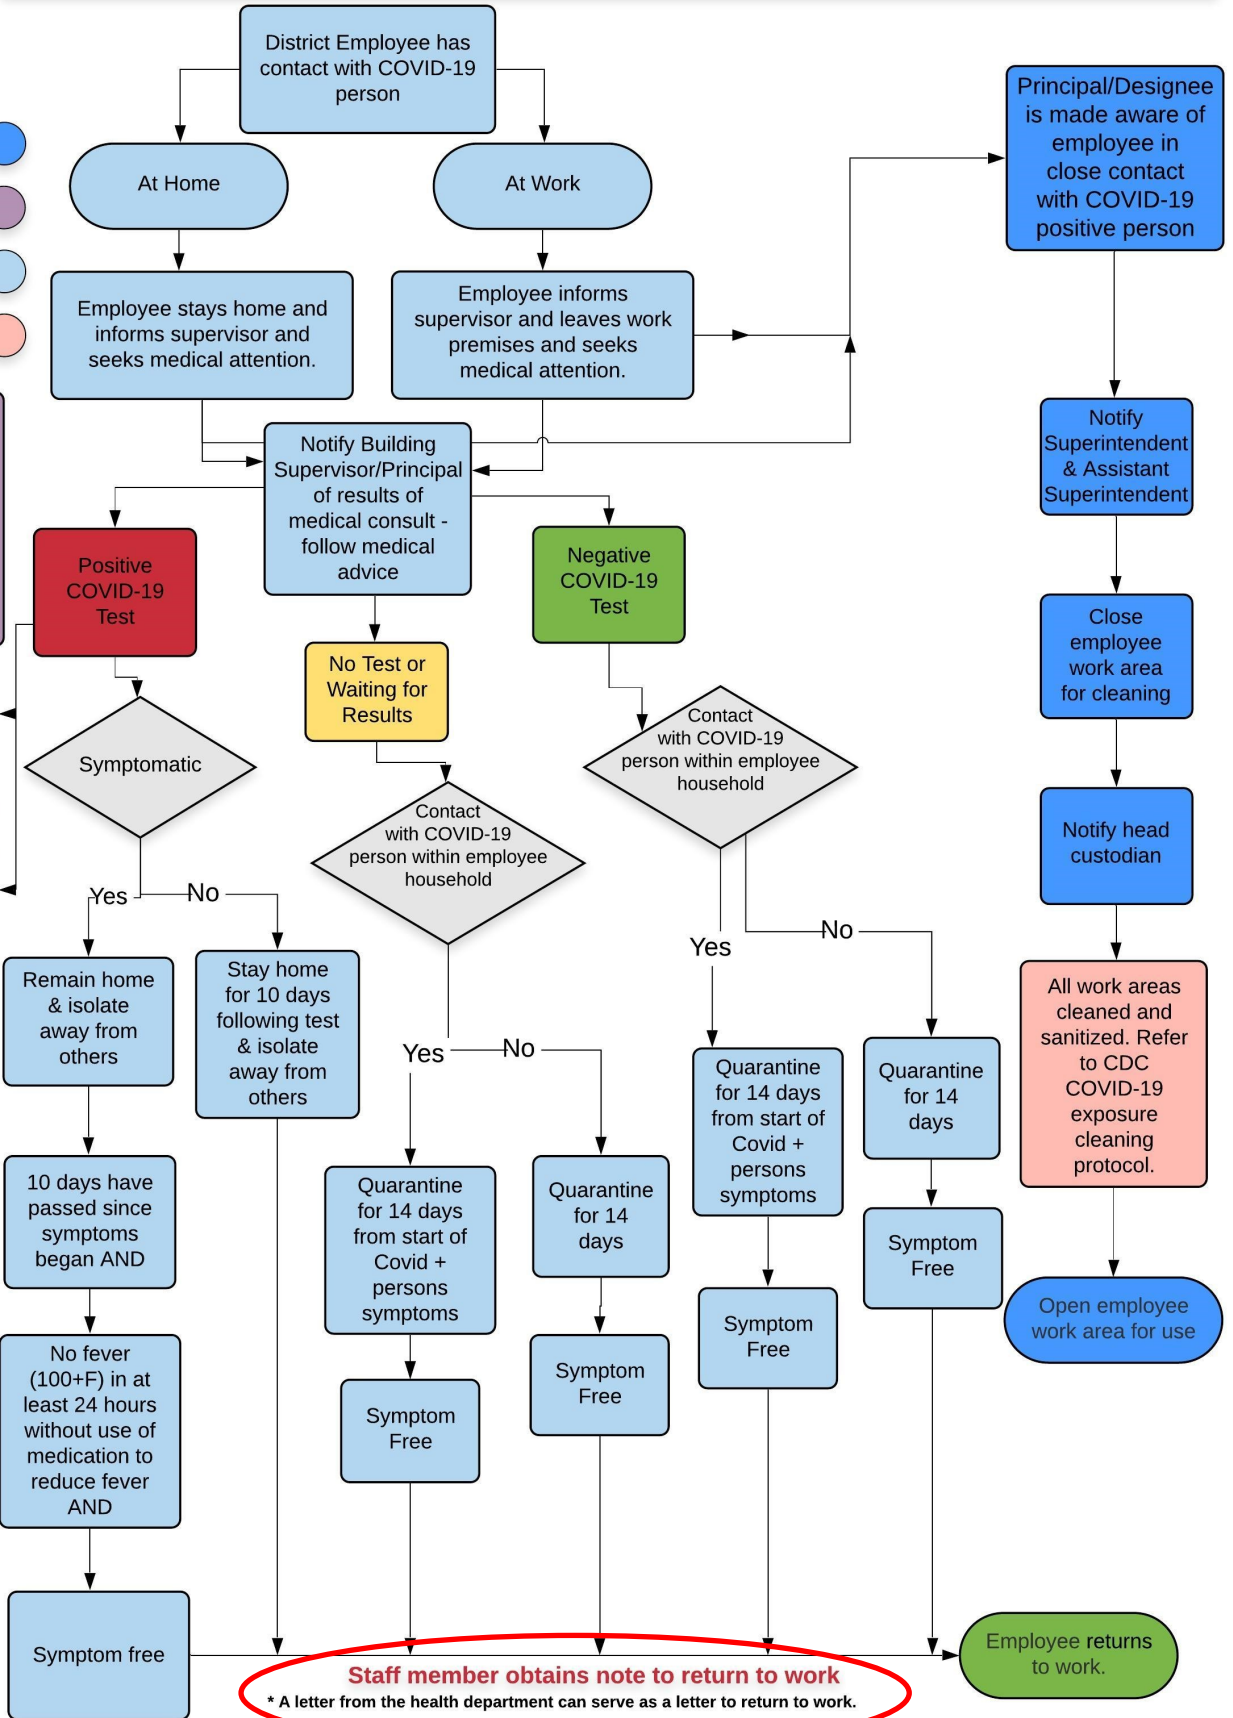 District Employee has
contact with COVID-19
person
At Home
At Work
Principal/Designee
is made aware of
employee in
close contact
with COVID-19
positive person
Employee stays home and
informs supervisor and
seeks medical attention.
Employee informs
supervisor and leaves work
premises and seeks
medical attention.
Notify Building
Supervisor/Principal
of results of
medical consult -
follow medical
advice
Notify
Superintendent
& Assistant
Superintendent
Positive
COVID-19
Test
No Test or
Waiting for
Results
Negative
COVID-19
Test
Close
employee
work area
for cleaning
Symptomatic
Contact
with COVID-19
person within employee
household
Contact
with COVID-19
person within employee
household
Notify head
custodian
Yes
No
Yes
No
Yes
No
Remain home
& isolate
away from
others
Stay home
for 10 days
following test
& isolate
away from
others
All work areas
cleaned and
sanitized. Refer
to CDC
COVID-19
exposure
cleaning
protocol.
10 days have
passed since
symptoms
began AND
Quarantine
for 14 days
from start of
Covid +
persons
symptoms
Quarantine
for 14
days
Quarantine
for 14 days
from start of
Covid +
persons
symptoms
Quarantine
for 14
days
No fever
(100+F) in at
least 24 hours
without use of
medication to
reduce fever
AND
Symptom
Free
Symptom
Free
Symptom
Free
Symptom
Free
Open employee
work area for use
Symptom free
Staff member obtains note to return to work
* A letter from the health department can serve as a letter to return to work.
Employee returns
to work.